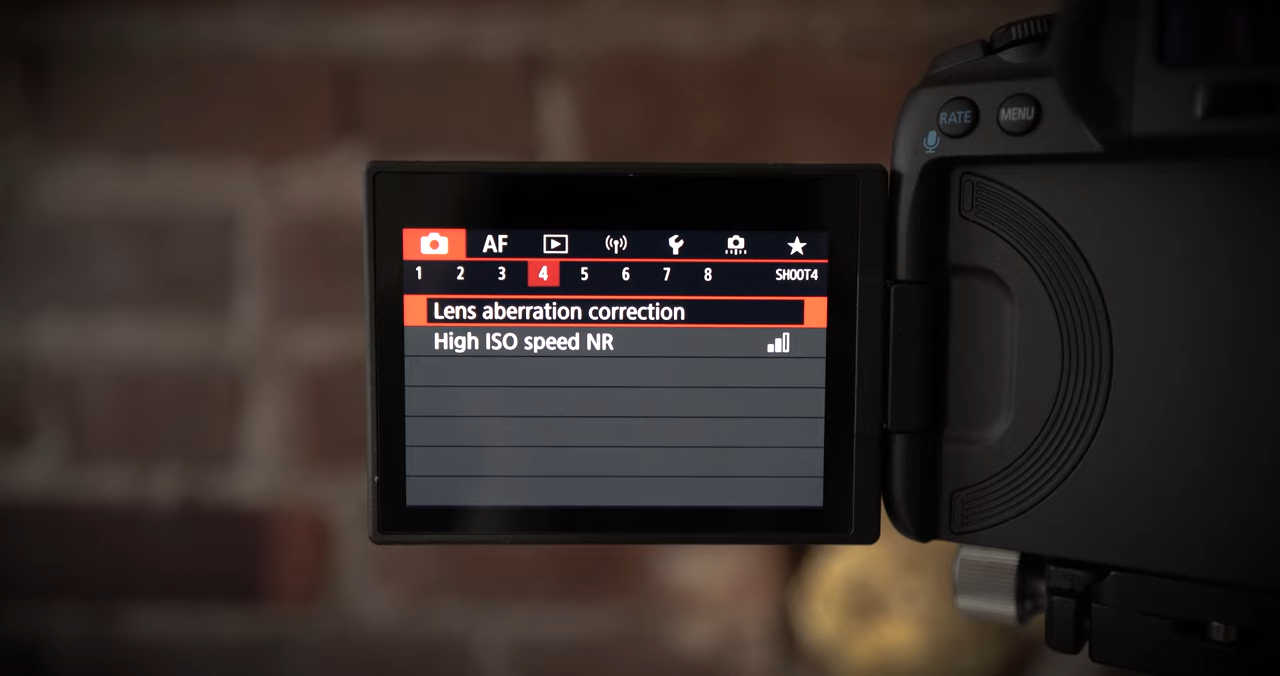 RATE MENU
AF
1 2 3 4 5 6 7 8 SHOOT4
Lens aberration correction
High ISO speed NR